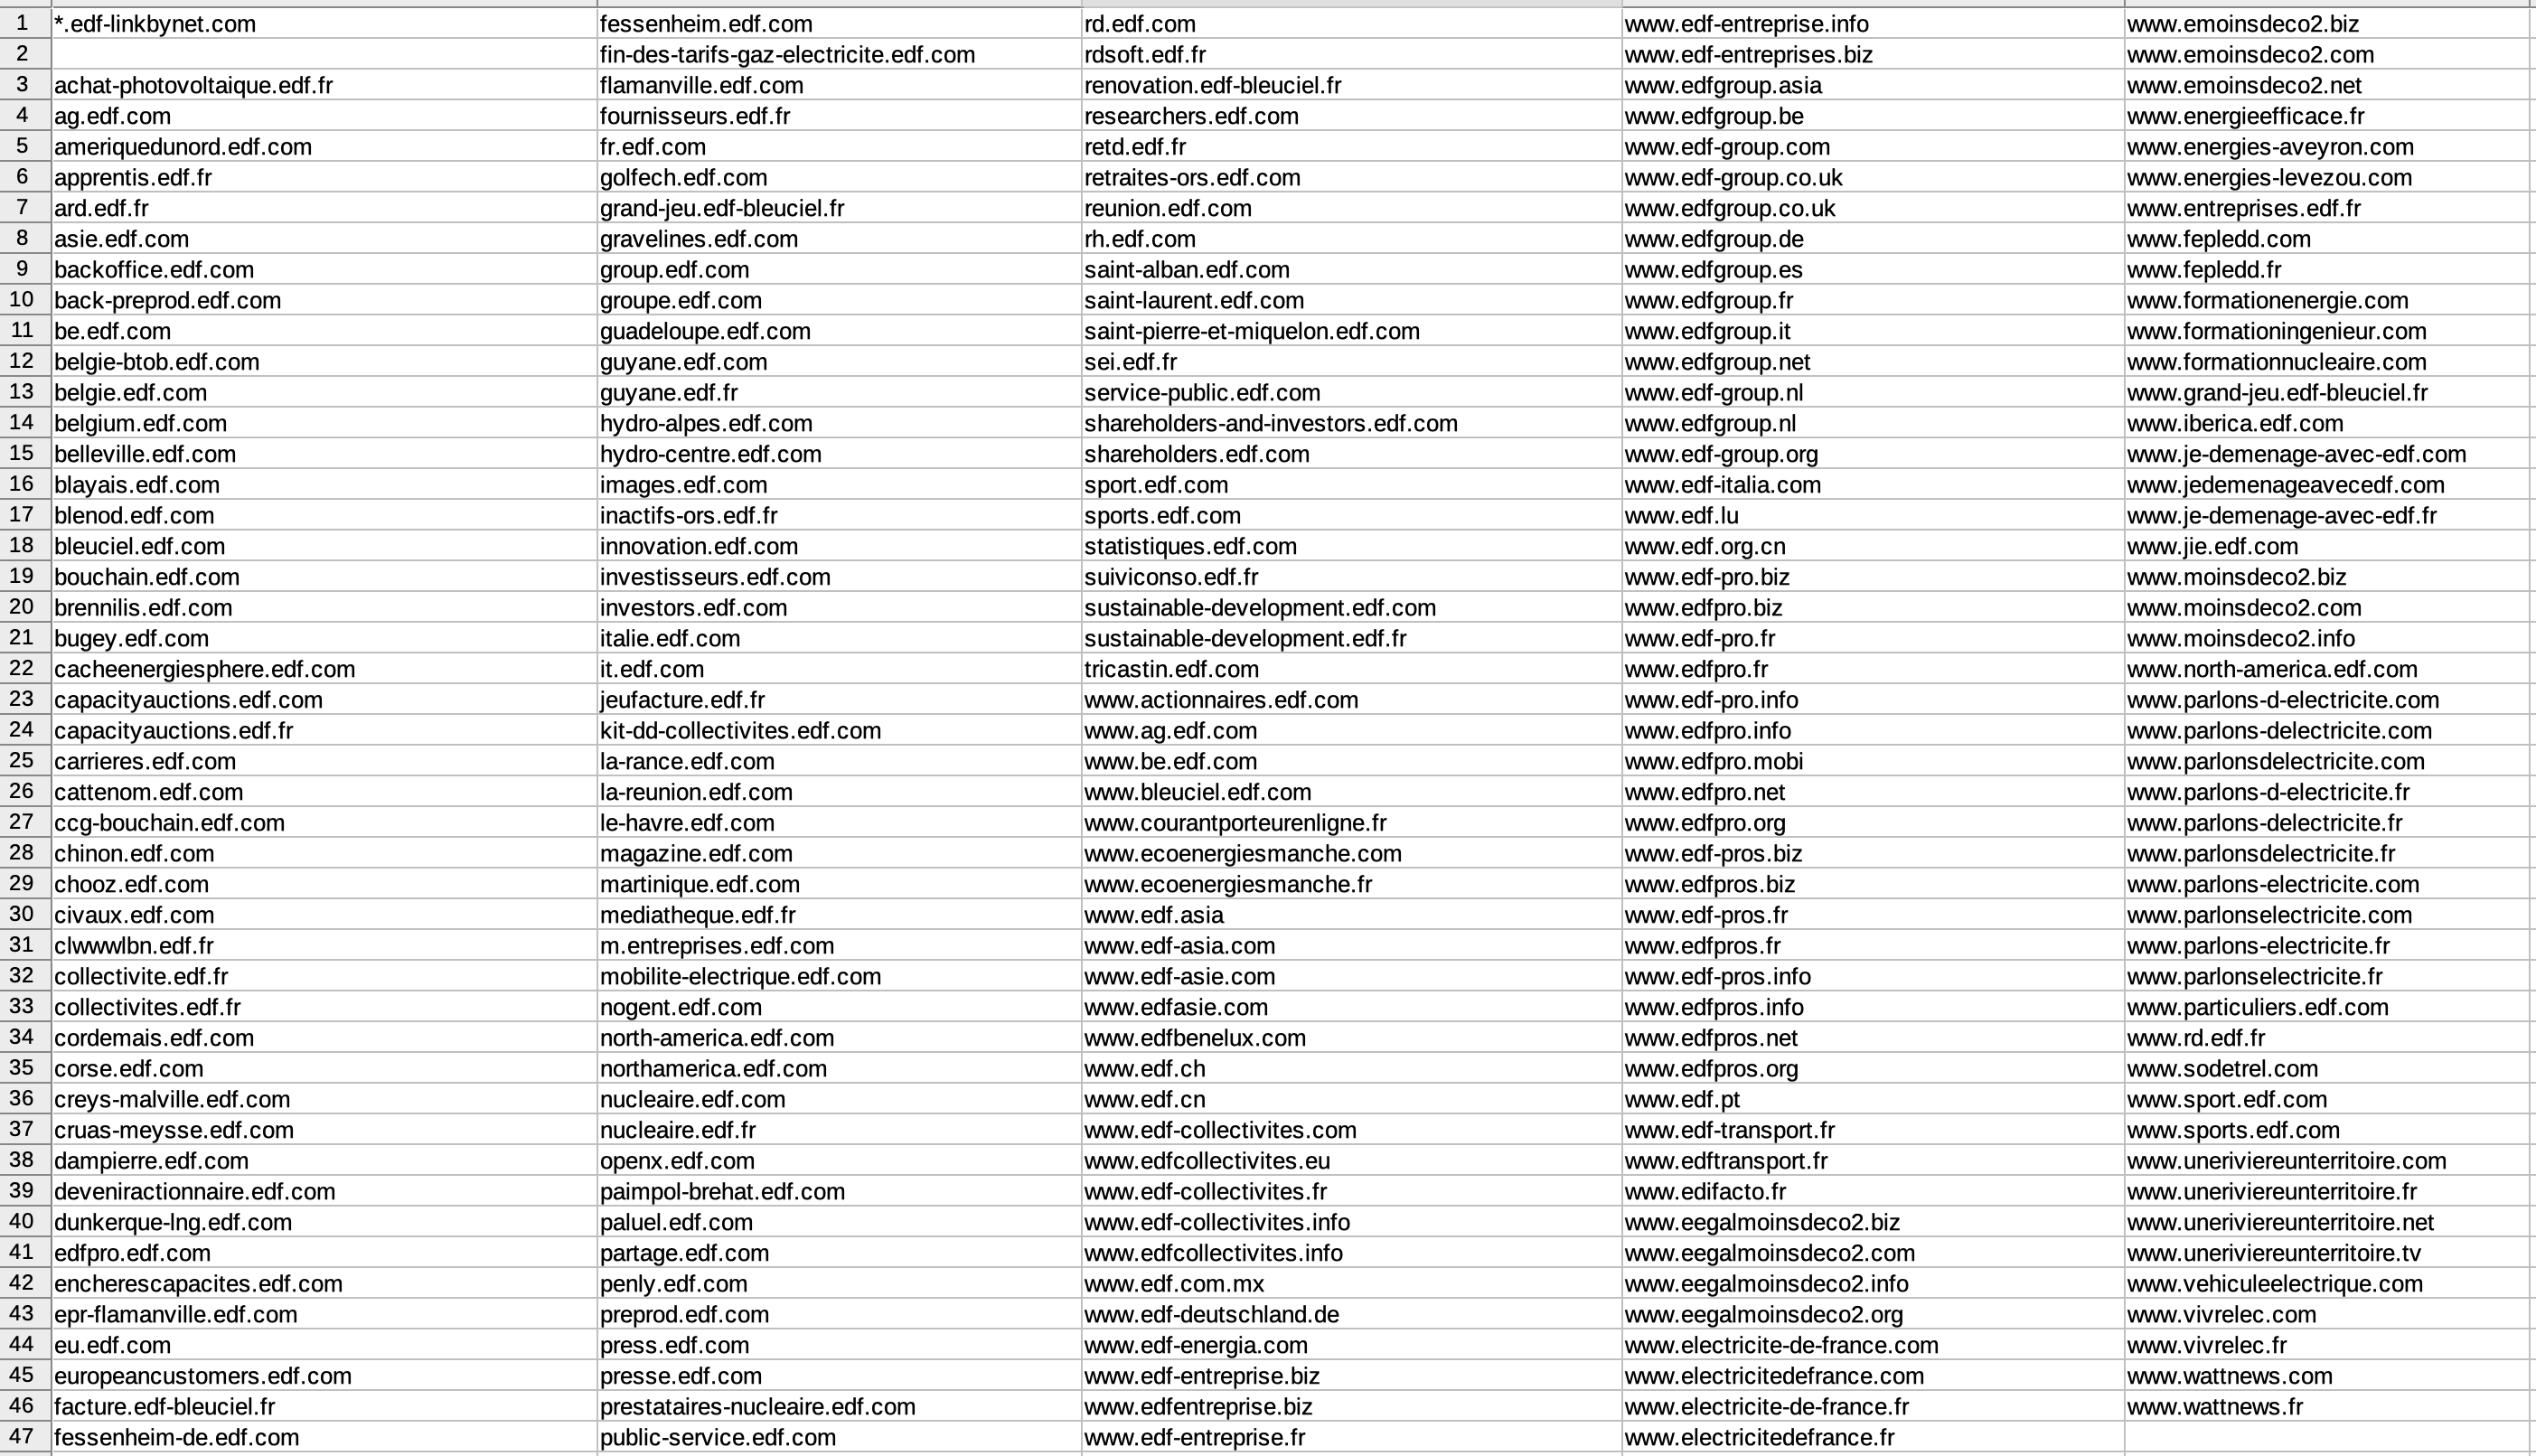 1 *.edf-linkbynet.com fessenheim.edf.com rd.edf.com www.edf-entreprise.info www.emoinsdeco2.biz
2 fin-des-tarifs-gaz-electricite.edf.com rdsoft.edf.fr www.edf-entreprises.biz www.emoinsdeco2.com
3 achat-photovoltaique.edf.fr flamanville.edf.com renovation.edf-bleuciel.fr www.edfgroup.asia www.emoinsdeco2.net
4 ag.edf.com fournisseurs.edf.fr researchers.edf.com www.edfgroup.be www.energieefficace.fr
5 ameriquedunord.edf.com fr.edf.com retd.edf.fr www.edf-group.com www.energies-aveyron.com
6 apprentis.edf.fr golfech.edf.com retraites-ors.edf.com www.edf-group.co.uk www.energies-levezou.com
7 ard.edf.fr grand-jeu.edf-bleuciel.fr reunion.edf.com www.edfgroup.co.uk www.entreprises.edf.fr
8 asie.edf.com gravelines.edf.com rh.edf.com www.edfgroup.de www.fepledd.com
9 backoffice.edf.com group.edf.com saint-alban.edf.com www.edfgroup.es www.fepledd.fr
10 back-preprod.edf.com groupe.edf.com saint-laurent.edf.com www.edfgroup.fr www.formationenergie.com
11 be.edf.com guadeloupe.edf.com saint-pierre-et-miquelon.edf.com www.edfgroup.it www.formationingenieur.com
12 belgie-btob.edf.com guyane.edf.com sei.edf.fr www.edfgroup.net www.formationnucleaire.com
13 belgie.edf.com guyane.edf.fr service-public.edf.com www.edf-group.nl www.grand-jeu.edf-bleuciel.fr
14 belgium.edf.com hydro-alpes.edf.com shareholders-and-investors.edf.com www.edfgroup.nl www.iberica.edf.com
15 belleville.edf.com hydro-centre.edf.com shareholders.edf.com www.edf-group.org www.je-demenage-avec-edf.com
16 blayais.edf.com images.edf.com sport.edf.com www.edf-italia.com www.jedemenageavecedf.com
17 blenod.edf.com inactifs-ors.edf.fr sports.edf.com www.edf.lu www.je-demenage-avec-edf.fr
18 bleuciel.edf.com innovation.edf.com statistiques.edf.com www.edf.org.cn www.jie.edf.com
19 bouchain.edf.com investisseurs.edf.com suiviconso.edf.fr www.edf-pro.biz www.moinsdeco2.biz
20 brennilis.edf.com investors.edf.com sustainable-development.edf.com www.edfpro.biz www.moinsdeco2.com
21 bugey.edf.com italie.edf.com sustainable-development.edf.fr www.edf-pro.fr www.moinsdeco2.info
22 cacheenergiesphere.edf.com it.edf.com tricastin.edf.com www.edfpro.fr www.north-america.edf.com
23 capacityauctions.edf.com jeufacture.edf.fr www.actionnaires.edf.com www.edf-pro.info www.parlons-d-electricite.com
24 capacityauctions.edf.fr kit-dd-collectivites.edf.com www.ag.edf.com www.edfpro.info www.parlons-delectricite.com
25 carrieres.edf.com la-rance.edf.com www.be.edf.com www.edfpro.mobi www.parlonsdelectricite.com
26 cattenom.edf.com la-reunion.edf.com www.bleuciel.edf.com www.edfpro.net www.parlons-d-electricite.fr
27 ccg-bouchain.edf.com le-havre.edf.com www.courantporteurenligne.fr www.edfpro.org www.parlons-delectricite.fr
28 chinon.edf.com magazine.edf.com www.ecoenergiesmanche.com www.edf-pros.biz www.parlonsdelectricite.fr
29 chooz.edf.com martinique.edf.com www.ecoenergiesmanche.fr www.edfpros.biz www.parlons-electricite.com
30 civaux.edf.com mediatheque.edf.fr www.edf.asia www.edf-pros.fr www.parlonselectricite.com
31 clwwwlbn.edf.fr m.entreprises.edf.com www.edf-asia.com www.edfpros.fr www.parlons-electricite.fr
32 collectivite.edf.fr mobilite-electrique.edf.com www.edf-asie.com www.edf-pros.info www.parlonselectricite.fr
33 collectivites.edf.fr nogent.edf.com www.edfasie.com www.edfpros.info www.particuliers.edf.com
34 cordemais.edf.com north-america.edf.com www.edfbenelux.com www.edfpros.net www.rd.edf.fr
35 corse.edf.com northamerica.edf.com www.edf.ch www.edfpros.org www.sodetrel.com
36 creys-malville.edf.com nucleaire.edf.com www.edf.cn www.edf.pt www.sport.edf.com
37 cruas-meysse.edf.com nucleaire.edf.fr www.edf-collectivites.com www.edf-transport.fr www.sports.edf.com
38 dampierre.edf.com openx.edf.com www.edfcollectivites.eu www.edftransport.fr www.uneriviereunterritoire.com
39 deveniractionnaire.edf.com paimpol-brehat.edf.com www.edf-collectivites.fr www.edifacto.fr www.uneriviereunterritoire.fr
40 dunkerque-lng.edf.com paluel.edf.com www.edf-collectivites.info www.eegalmoinsdeco2.biz www.uneriviereunterritoire.net
41 edfpro.edf.com partage.edf.com www.edfcollectivites.info www.eegalmoinsdeco2.com www.uneriviereunterritoire.tv
42 encherescapacites.edf.com penly.edf.com www.edf.com.mx www.eegalmoinsdeco2.info www.vehiculeelectrique.com
43 epr-flamanville.edf.com preprod.edf.com www.edf-deutschland.de www.eegalmoinsdeco2.org www.vivrelec.com
44 eu.edf.com press.edf.com www.edf-energia.com www.electricite-de-france.com www.vivrelec.fr
45 europeancustomers.edf.com presse.edf.com www.edf-entreprise.biz www.electricitedefrance.com www.wattnews.com
46 facture.edf-bleuciel.fr prestataires-nucleaire.edf.com www.edfentreprise.biz www.electricite-de-france.fr www.wattnews.fr
47 fessenheim-de.edf.com public-service.edf.com www.edf-entreprise.fr www.electricitedefrance.fr